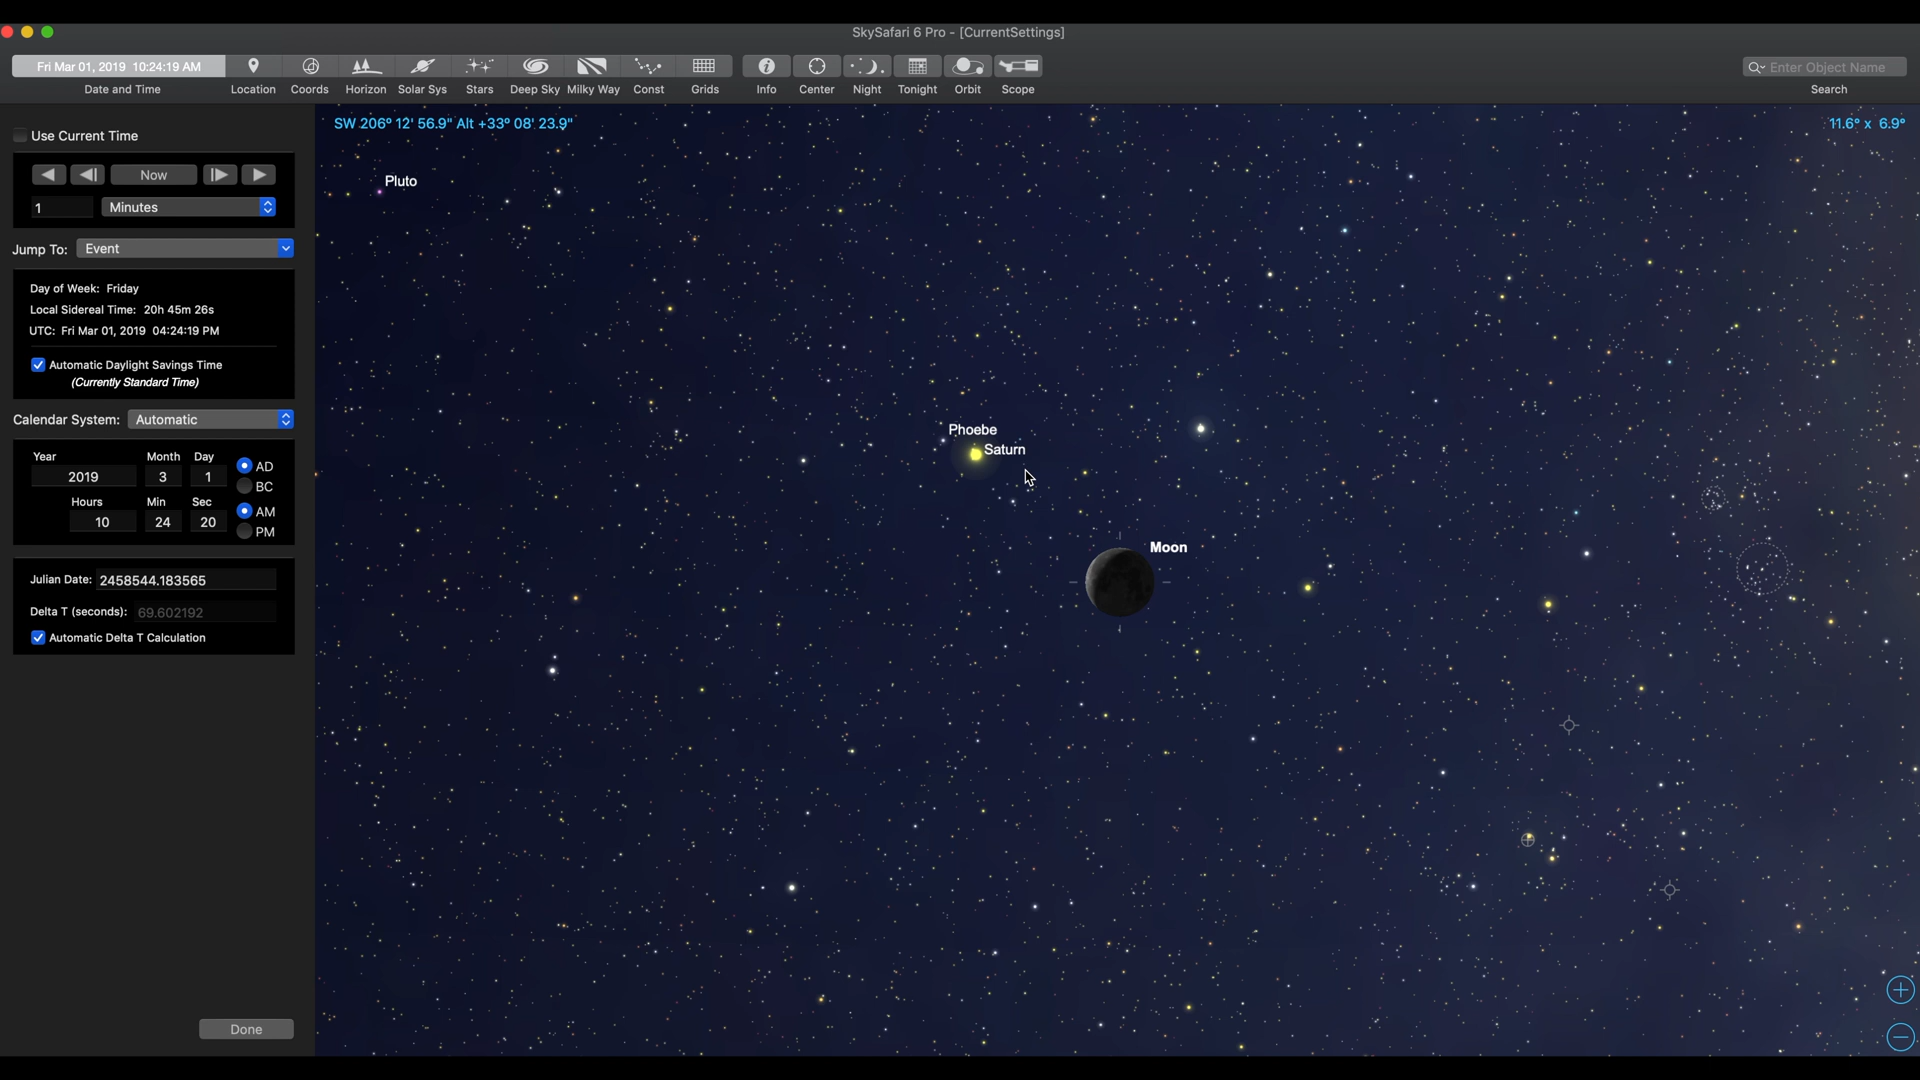 SkySafari 6 Pro - [CurrentSettings]
Fri Mar 01, 2019 10:24:19 AM
Enter Object Name
Date and Time Location Coords Horizon Solar Sys Stars Deep Sky Milky Way Const Grids Info Center Night Tonight Orbit Scope Search
SW 206° 12' 56.9" Alt +33° 08' 23.9"
11.6° x 6.9°
Use Current Time
Now
1 Minutes
Jump To: Event
Day of Week: Friday
Local Sidereal Time: 20h 45m 26s
UTC: Fri Mar 01, 2019 04:24:19 PM
Automatic Daylight Savings Time
(Currently Standard Time)
Calendar System: Automatic
Year Month Day
2019 3 1
AD
BC
Hours Min Sec
10 24 20
AM
PM
Julian Date: 2458544.183565
Delta T (seconds): 69.602192
Automatic Delta T Calculation
Done
Pluto
Phoebe
Saturn
Moon